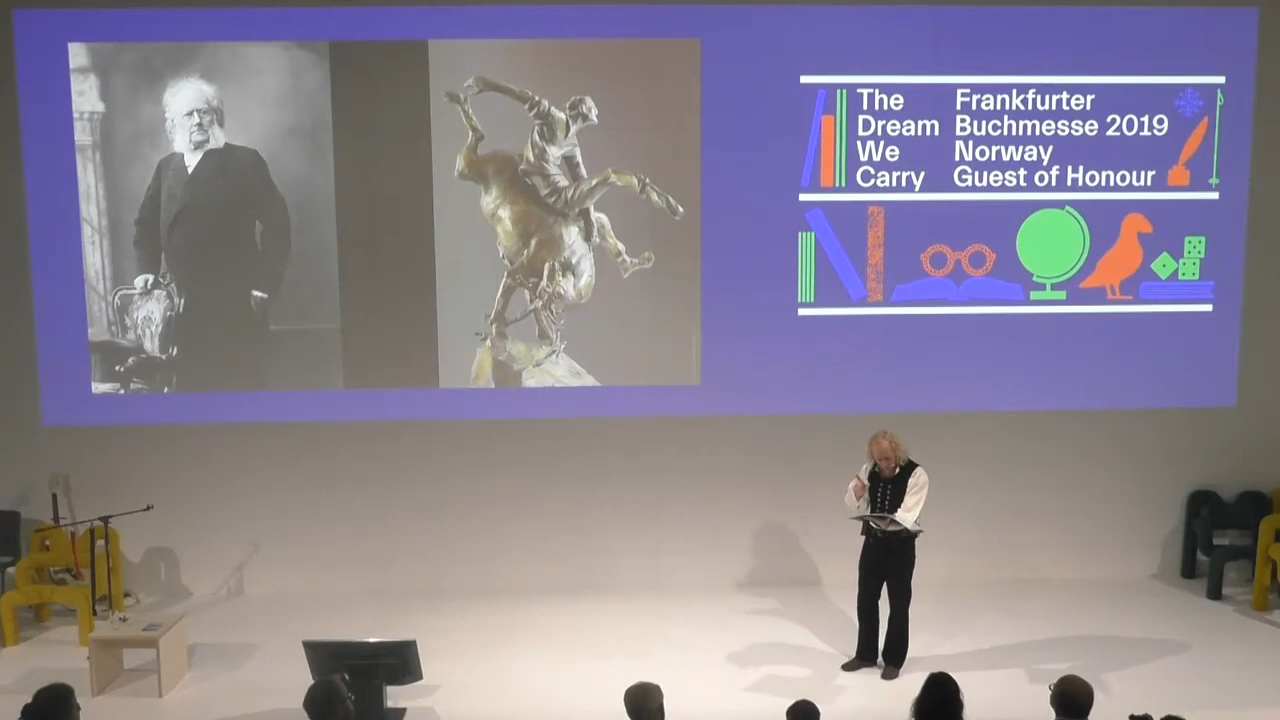 The
Dream
We
Carry
Frankfurter
Buchmesse 2019
Norway
Guest of Honour